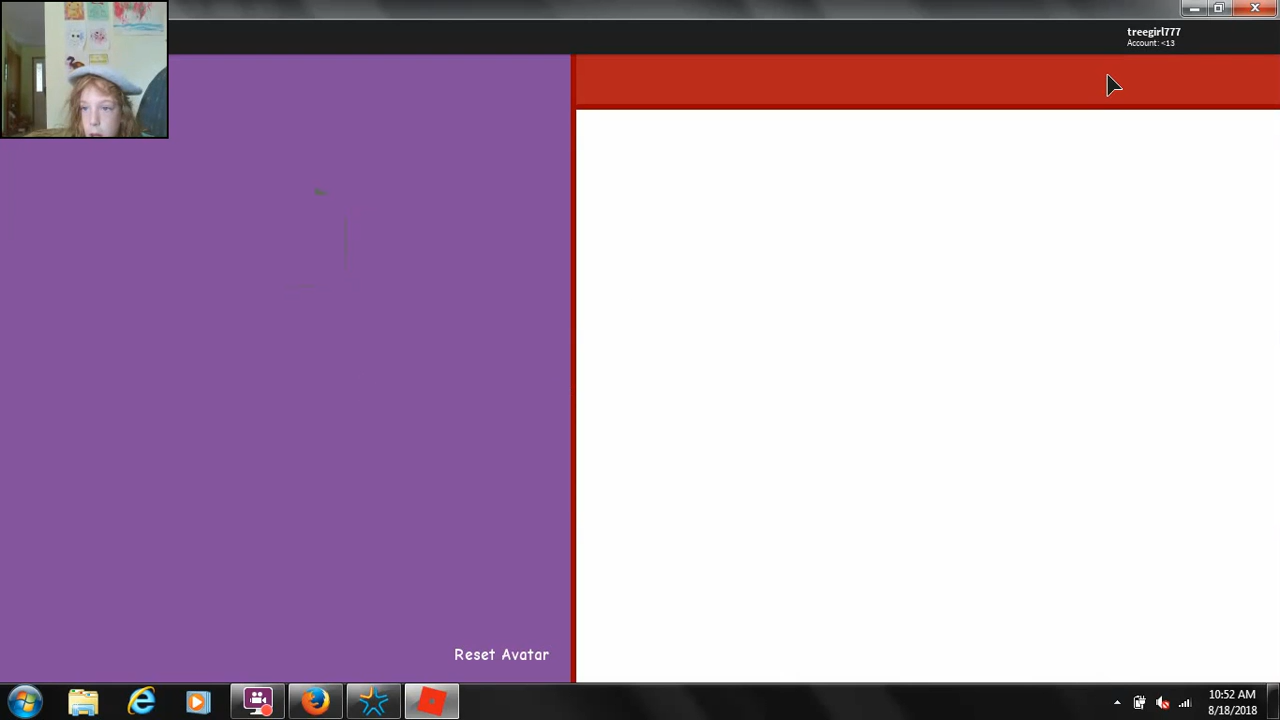 treegirl777
Account: <13
Reset Avatar
10:52 AM
8/18/2018